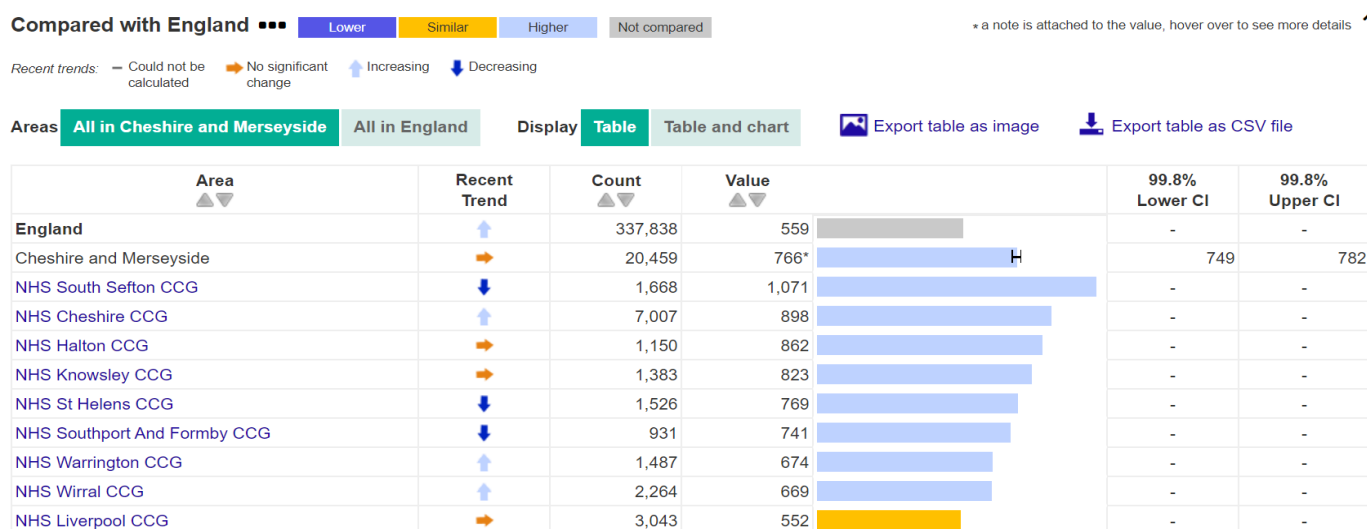 Compared with England Lower Similar Higher Not compared * a note is attached to the value, hover over to see more details
Recent trends: – Could not be calculated No significant change Increasing Decreasing
Areas All in Cheshire and Merseyside All in England Display Table Table and chart Export table as image Export table as CSV file
Area Recent Trend Count Value 99.8% Lower CI 99.8% Upper CI
England 337,838 559 - -
Cheshire and Merseyside 20,459 766* 749 782
NHS South Sefton CCG 1,668 1,071 - -
NHS Cheshire CCG 7,007 898 - -
NHS Halton CCG 1,150 862 - -
NHS Knowsley CCG 1,383 823 - -
NHS St Helens CCG 1,526 769 - -
NHS Southport And Formby CCG 931 741 - -
NHS Warrington CCG 1,487 674 - -
NHS Wirral CCG 2,264 669 - -
NHS Liverpool CCG 3,043 552 - -